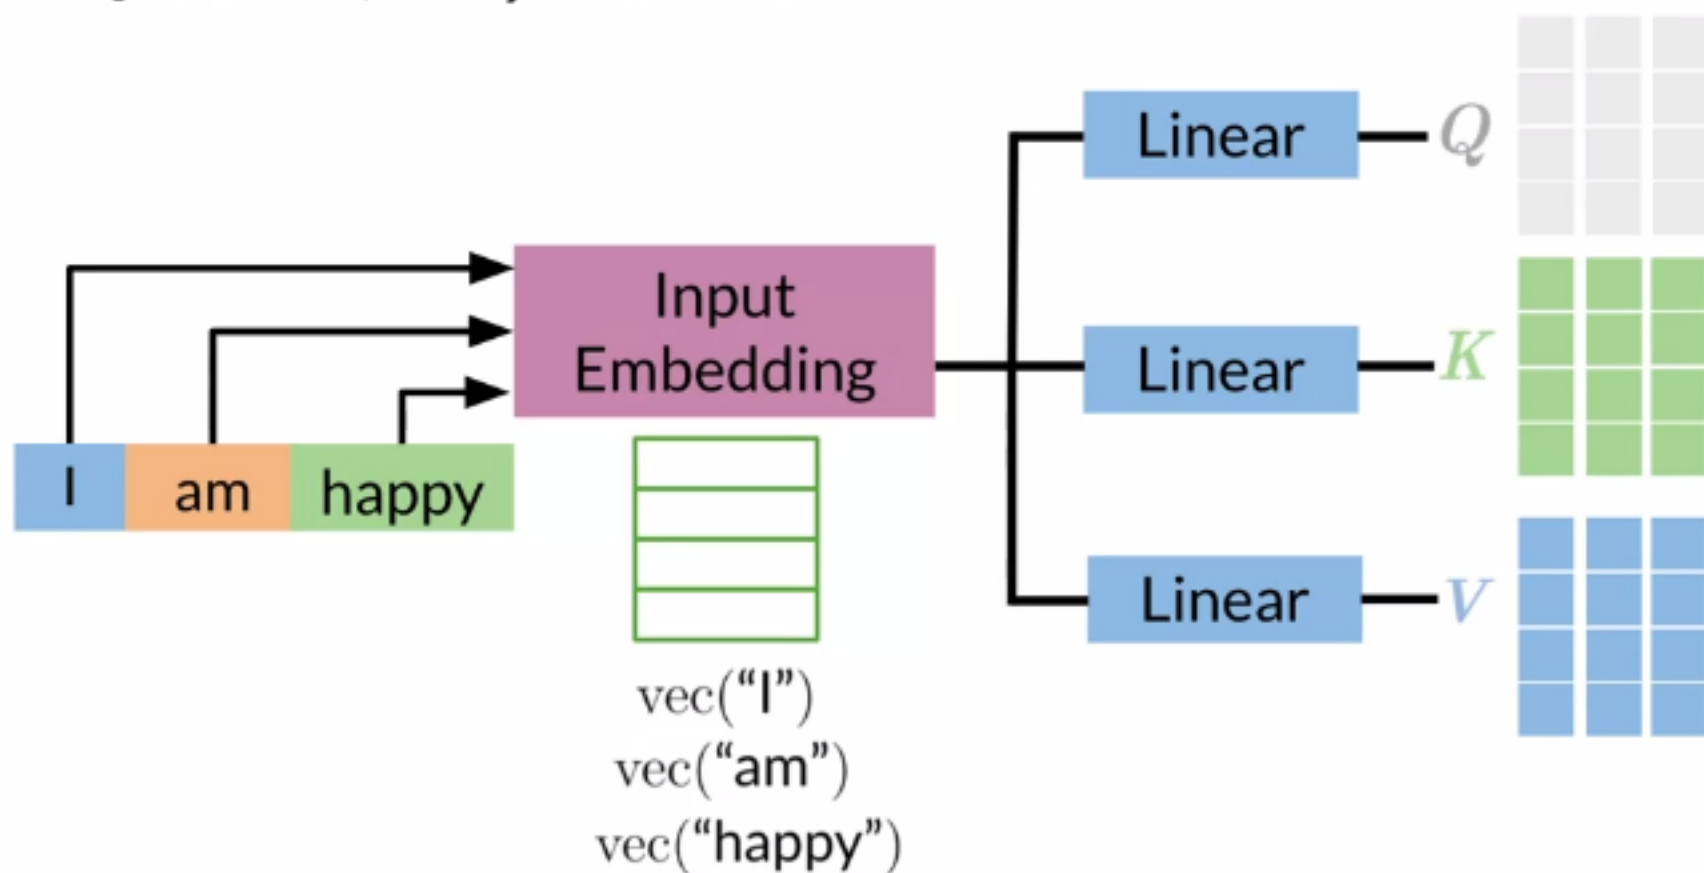 I am happy
Input
Embedding
vec(“I”)
vec(“am”)
vec(“happy”)
Linear
Q
Linear
K
Linear
V